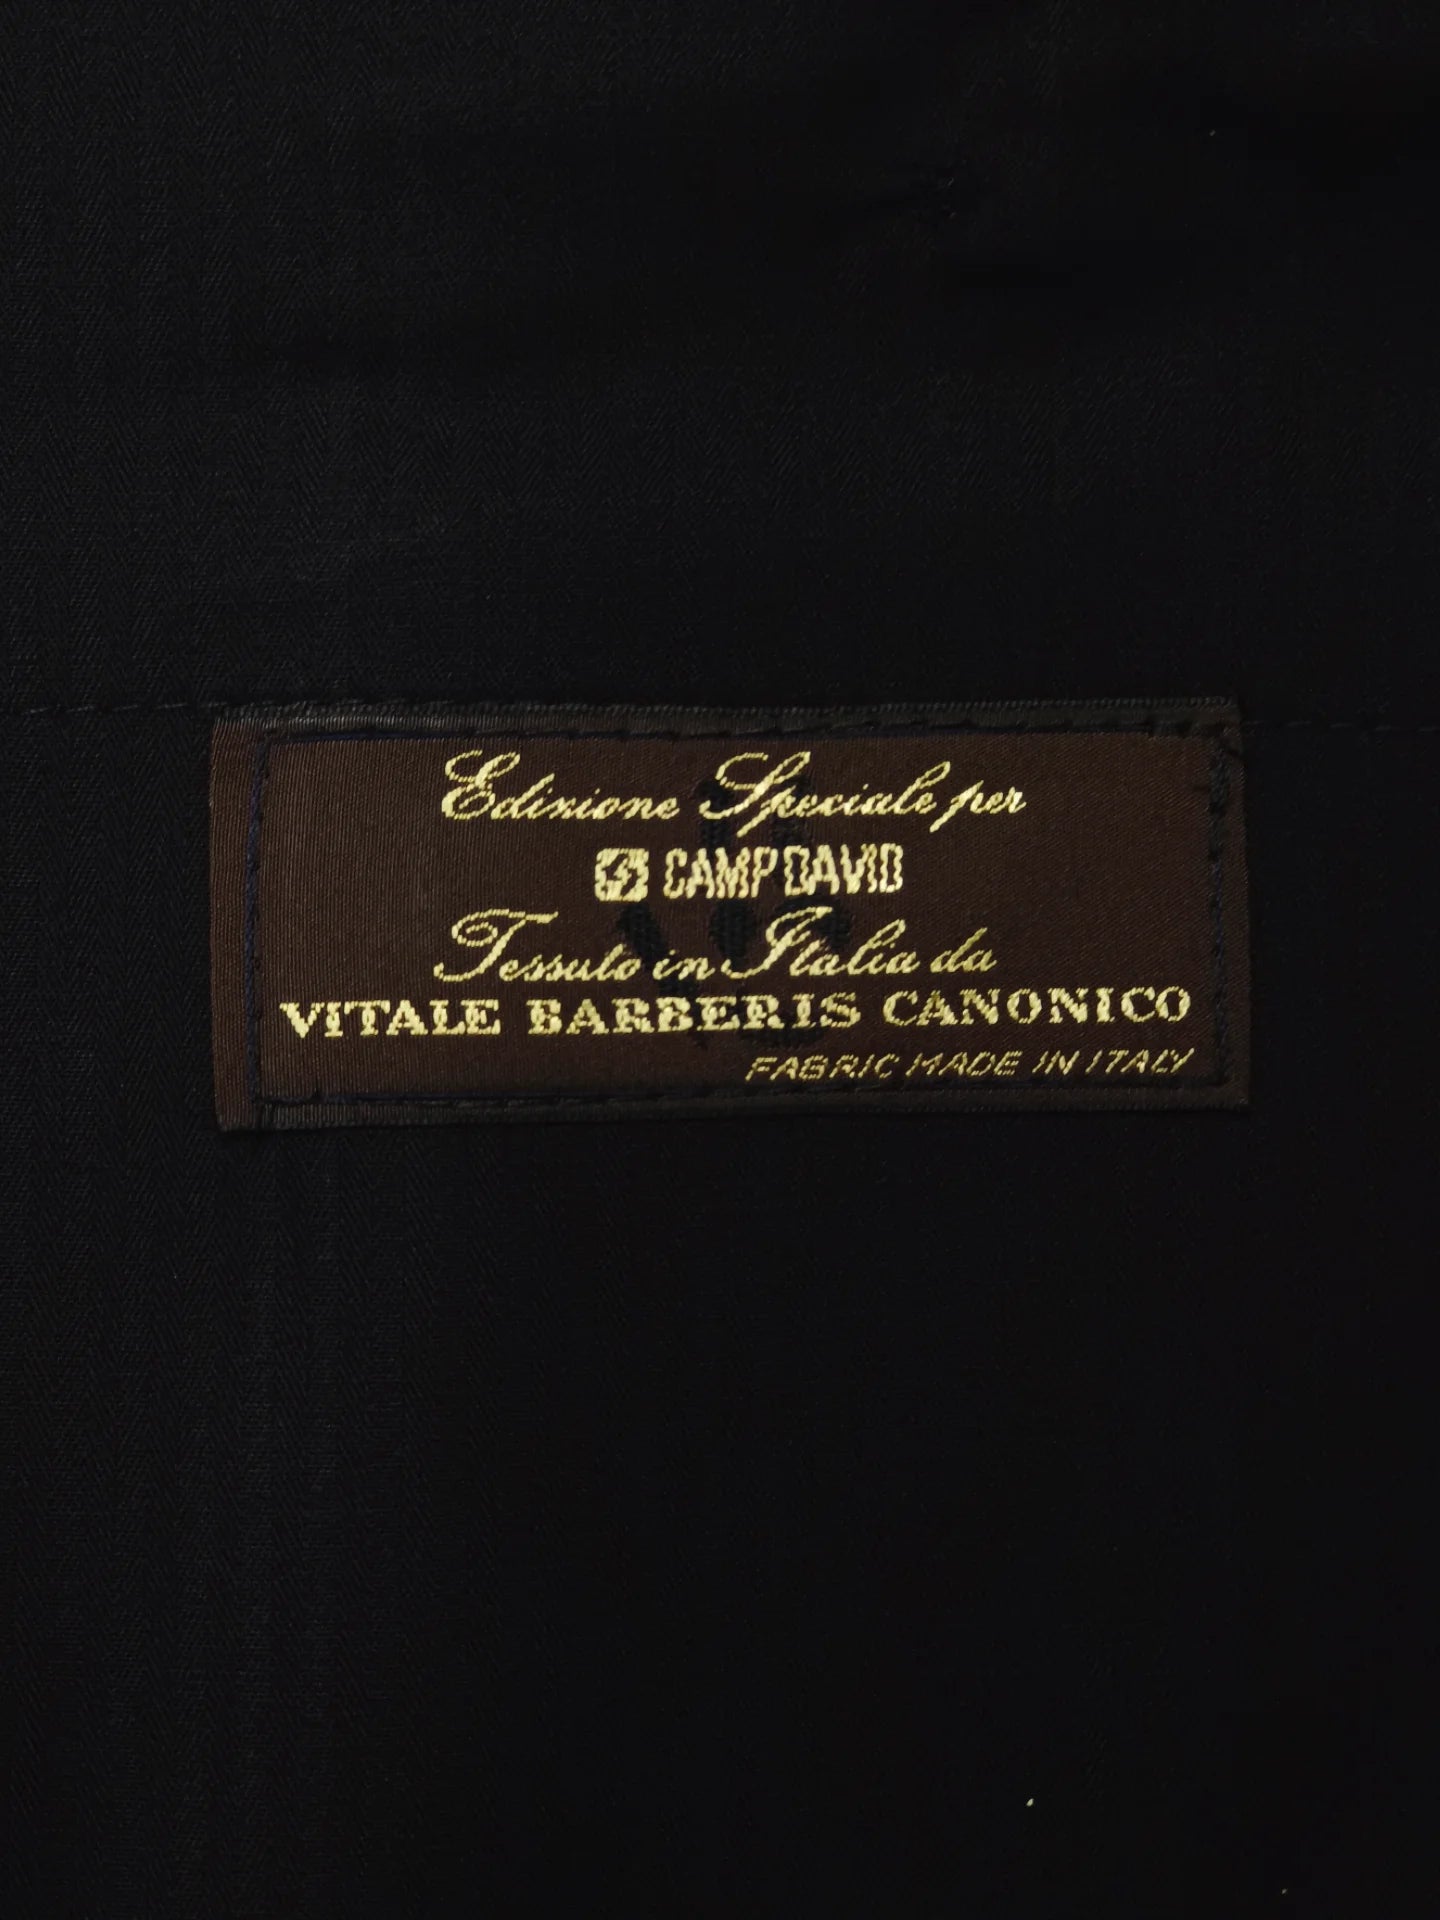 Edizione Speciale per
CAMP DAVID
Tessuto in Italia da
VITALE BARBERIS CANONICO
FABRIC MADE IN ITALY